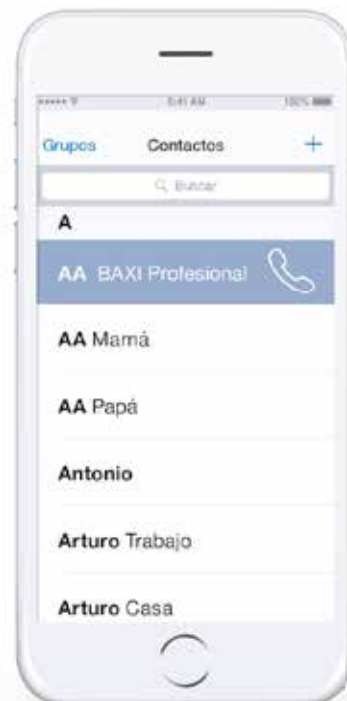 9:41 AM 100%
Grupos Contactos +
Buscar
A
AA BAXI Profesional
AA Mamá
AA Papá
Antonio
Arturo Trabajo
Arturo Casa